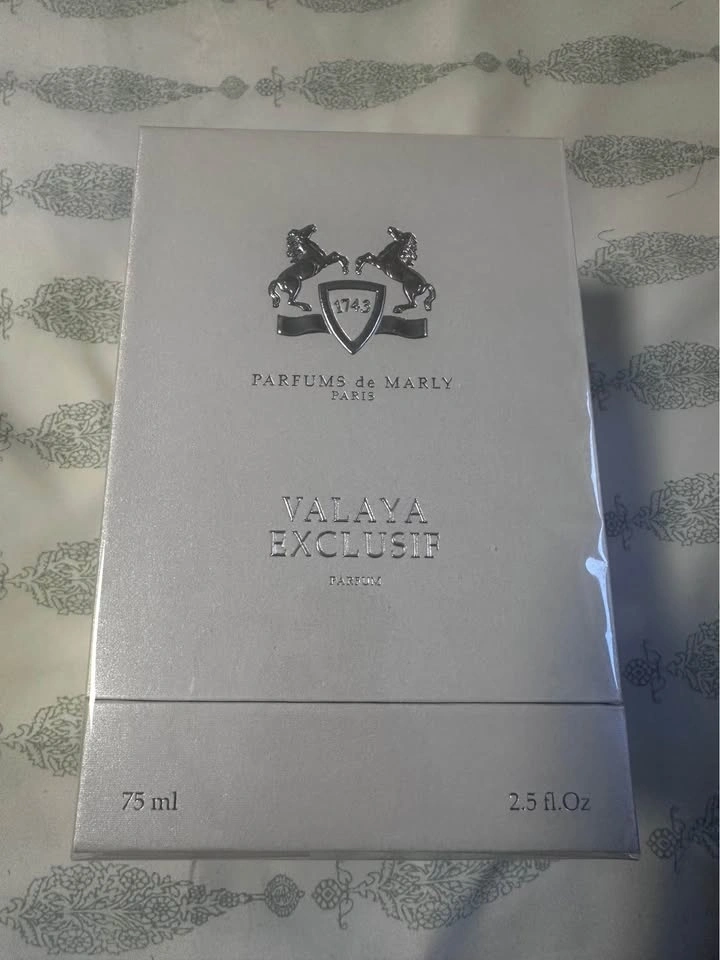 1743
PARFUMS de MARLY
PARIS
VALAYA
EXCLUSIF
PARFUM
75 ml
2.5 fl.Oz